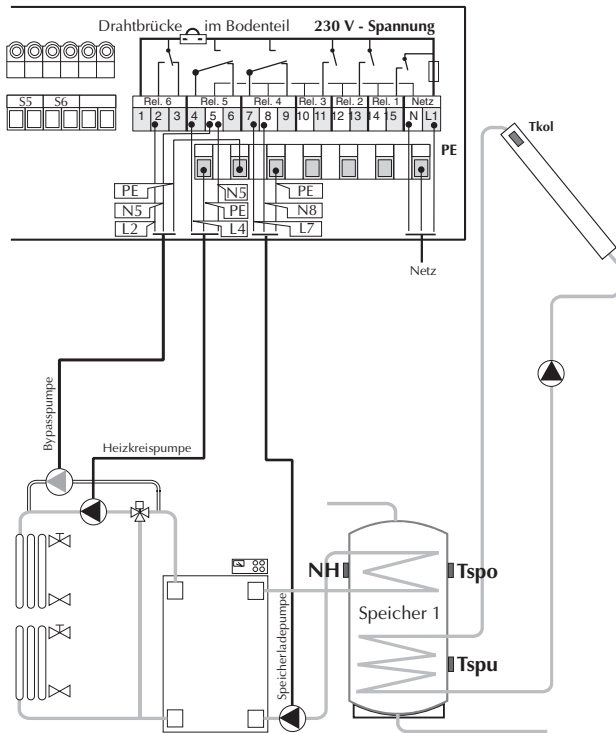 Drahtbrücke im Bodenteil 230 V - Spannung
S5 S6
Rel. 6 Rel. 5 Rel. 4 Rel. 3 Rel. 2 Rel. 1 Netz
1 2 3 4 5 6 7 8 9 10 11 12 13 14 15 N L1
PE
Tkol
PE N5 PE
N5 PE N8
L2 L4 L7
Netz
Bypasspumpe
Heizkreispumpe
Speicherladepumpe
NH Tspo
Speicher 1
Tspu